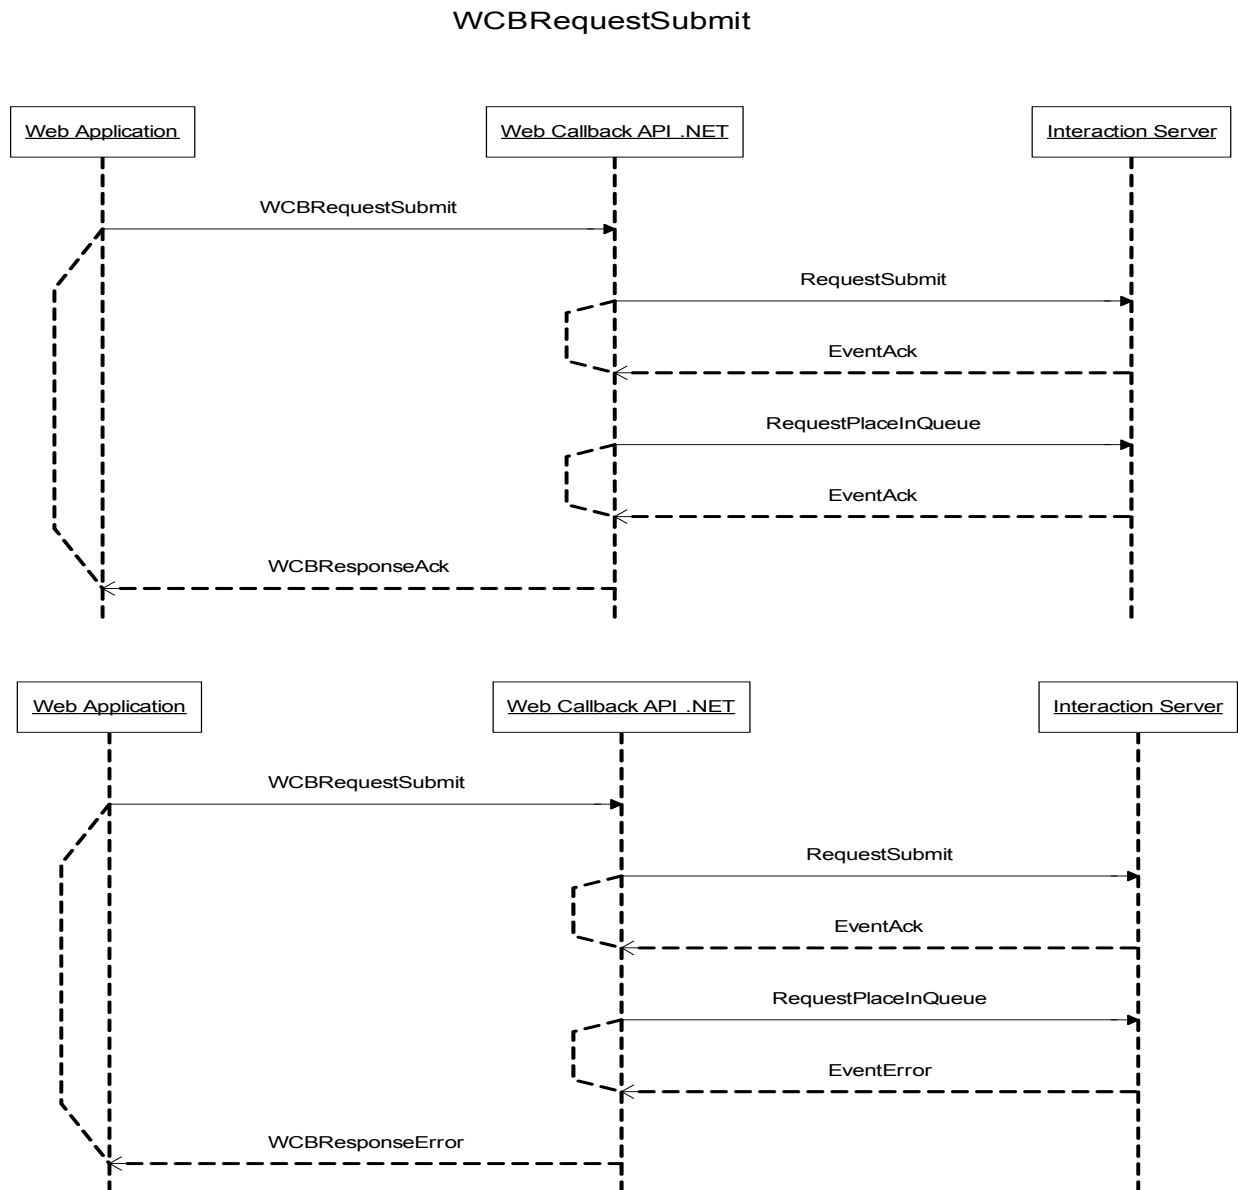 WCBRequestSubmit
Web Application
Web Callback API .NET
Interaction Server
WCBRequestSubmit
RequestSubmit
EventAck
RequestPlaceInQueue
EventAck
WCBResponseAck
Web Application
Web Callback API .NET
Interaction Server
WCBRequestSubmit
RequestSubmit
EventAck
RequestPlaceInQueue
EventError
WCBResponseError